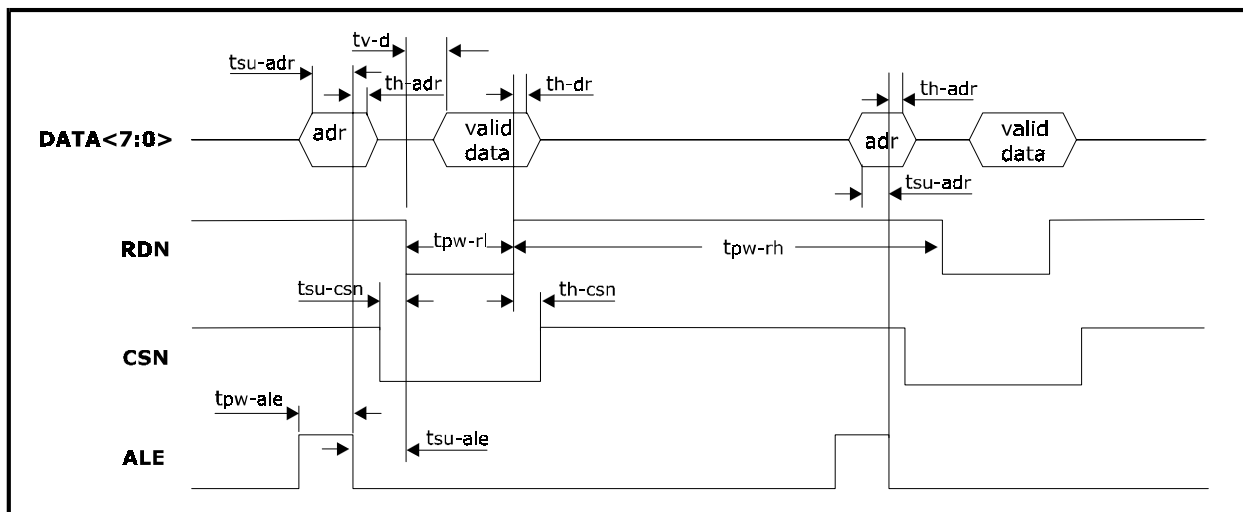 tv-d
tsu-adr
th-adr
th-dr
th-adr
DATA<7:0>
adr
valid
data
adr
valid
data
tsu-adr
RDN
tpw-rl
tpw-rh
tsu-csn
th-csn
CSN
tpw-ale
tsu-ale
ALE